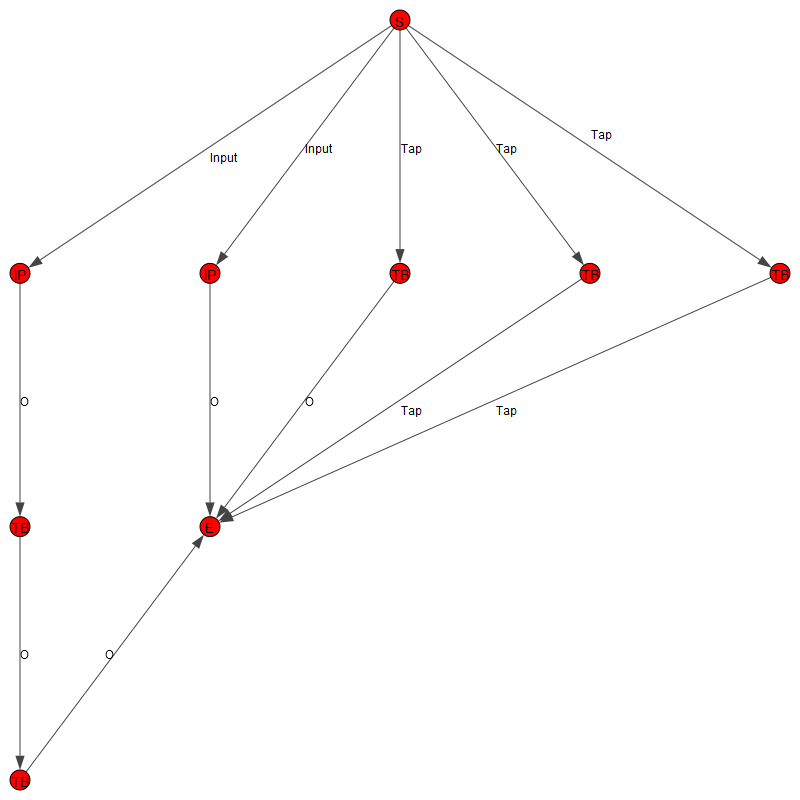 S
Tap
Input Tap Tap
Input
IP IP TB TB TB
O O O
Tap Tap
TB E
O O
TB